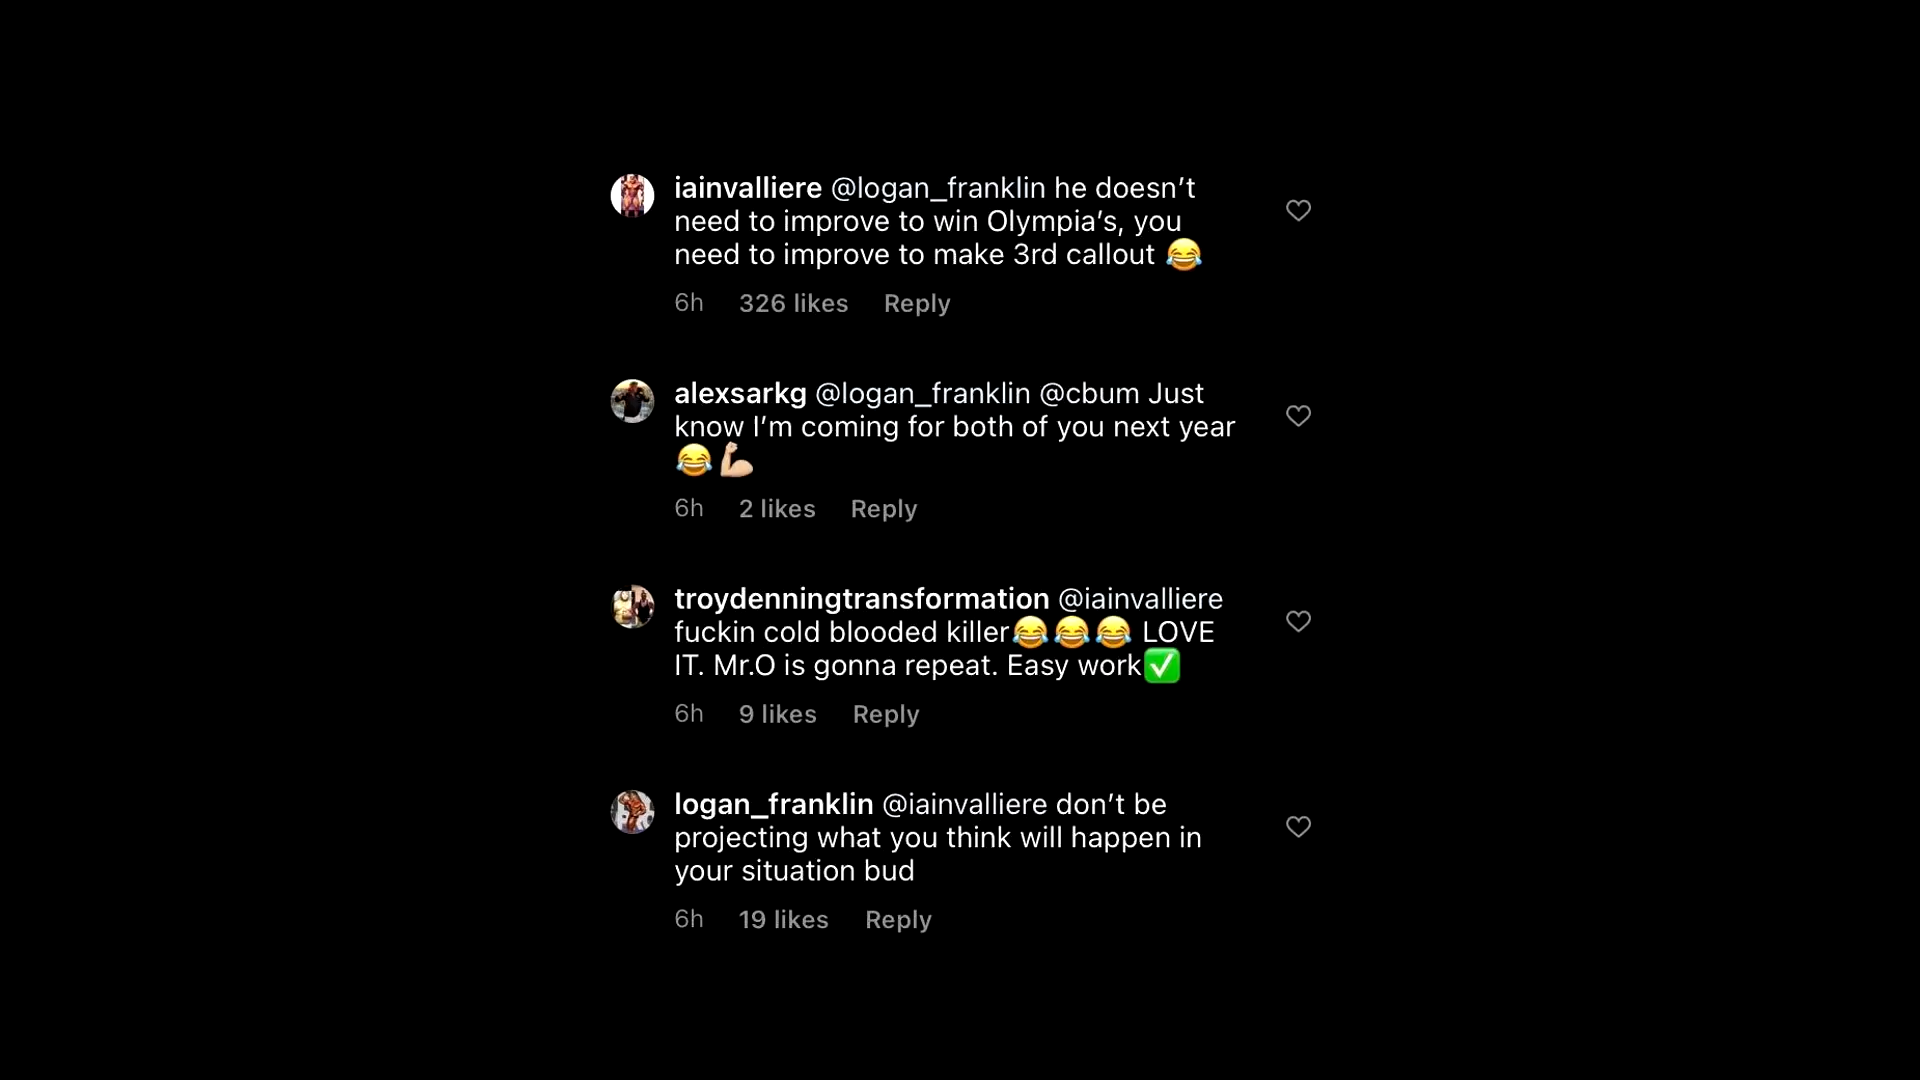 iainvalliere @logan_franklin he doesn’t
need to improve to win Olympia’s, you
need to improve to make 3rd callout 😂
6h 326 likes Reply
alexsarkg @logan_franklin @cbum Just
know I’m coming for both of you next year
😂💪🏼
6h 2 likes Reply
troydenningtransformation @iainvalliere
fuckin cold blooded killer😂😂😂 LOVE
IT. Mr.O is gonna repeat. Easy work✅
6h 9 likes Reply
logan_franklin @iainvalliere don’t be
projecting what you think will happen in
your situation bud
6h 19 likes Reply